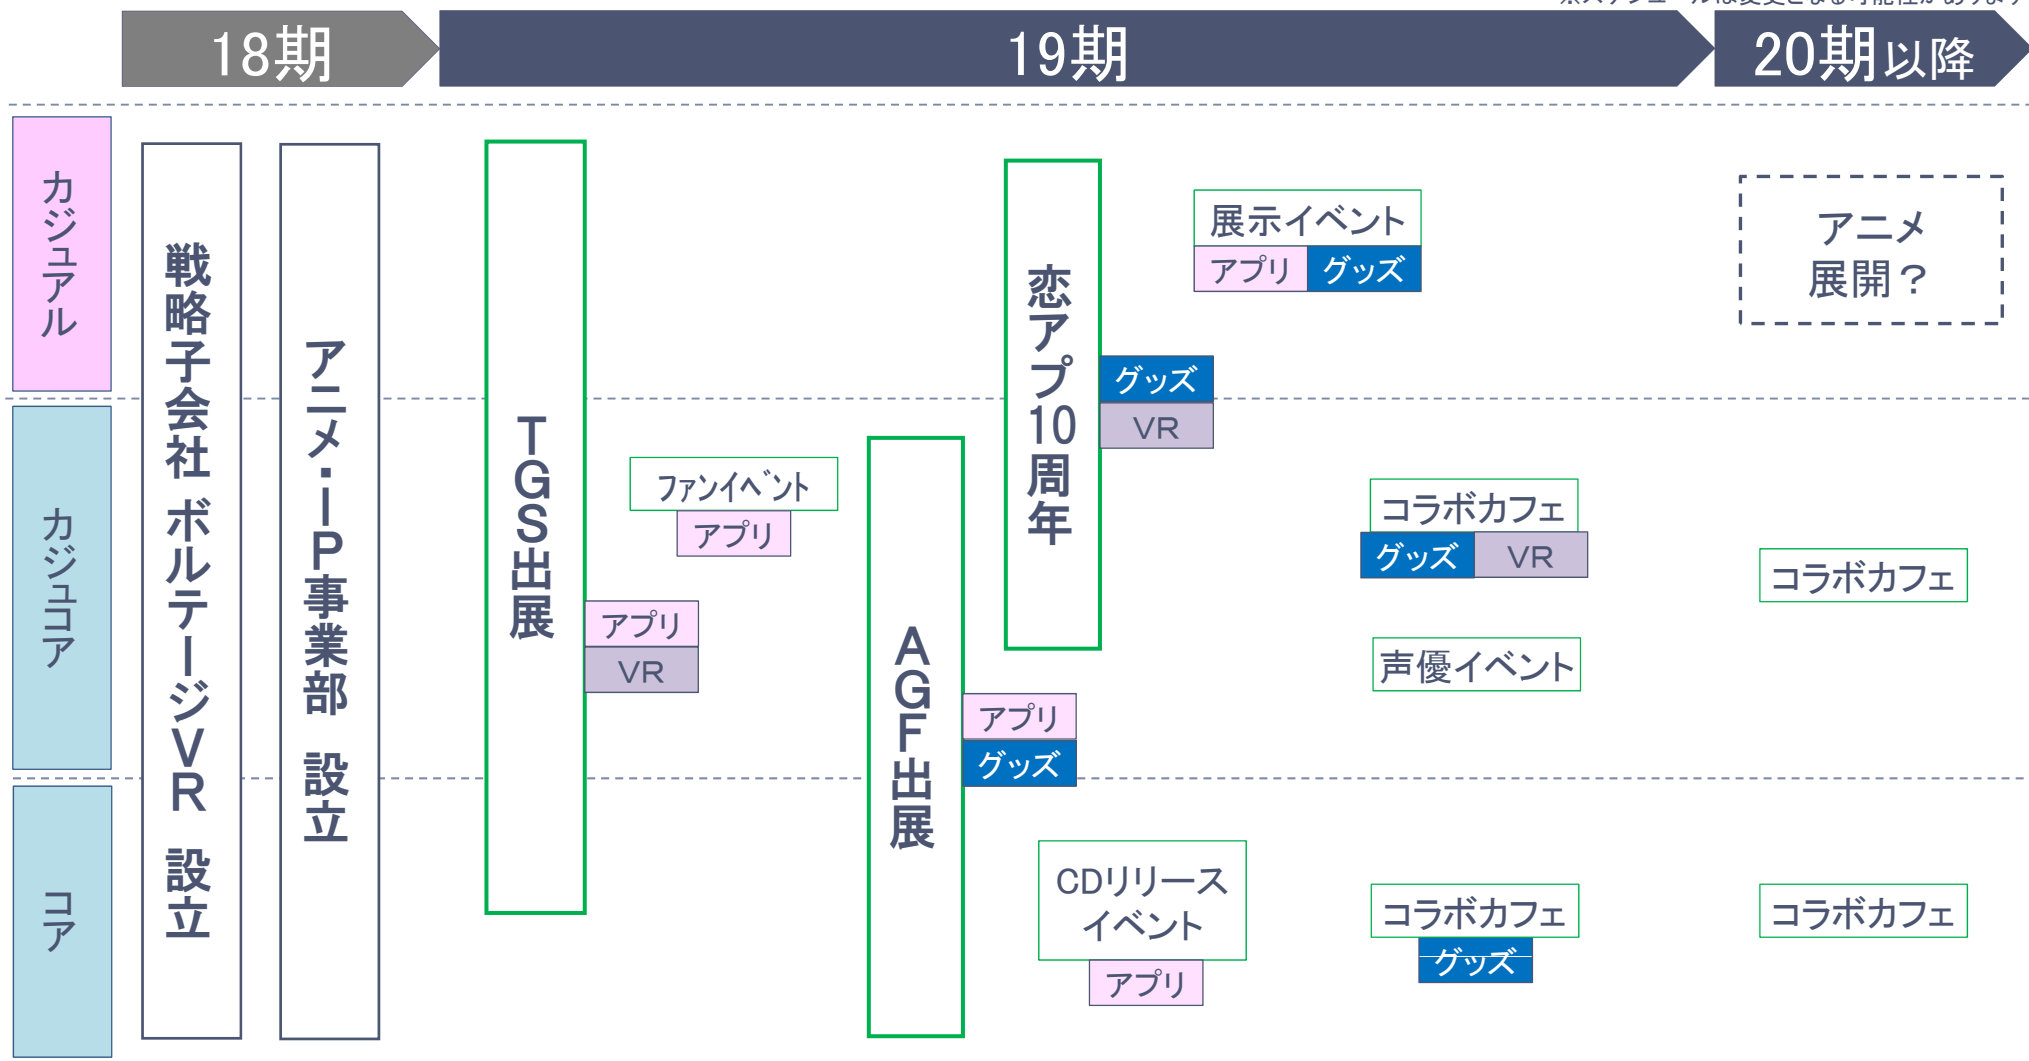 18期
19期
20期以降
カジュアル
カジュコア
コア
戦略子会社 ボルテージVR 設立
アニメ・IP事業部 設立
TGS出展
アプリ
VR
ファンイベント
アプリ
AGF出展
アプリ
グッズ
恋アプ10周年
グッズ
VR
展示イベント
アプリ
グッズ
CDリリース
イベント
アプリ
コラボカフェ
グッズ
VR
声優イベント
コラボカフェ
グッズ
アニメ
展開？
コラボカフェ
コラボカフェ